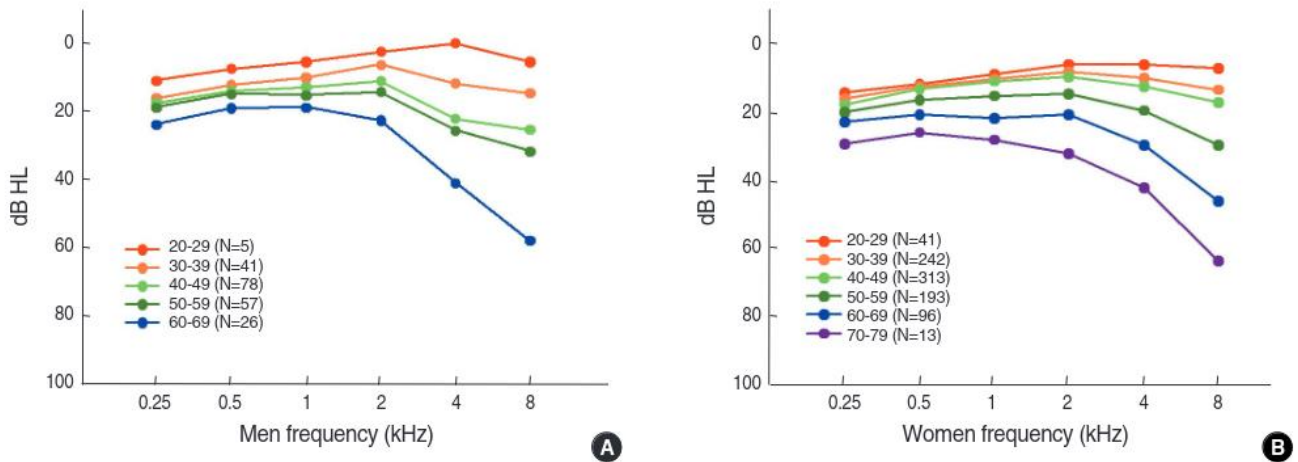 0
20
40
60
80
100
dB HL
20-29 (N=5)
30-39 (N=41)
40-49 (N=78)
50-59 (N=57)
60-69 (N=26)
0.25 0.5 1 2 4 8
Men frequency (kHz)
A
0
20
40
60
80
100
dB HL
20-29 (N=41)
30-39 (N=242)
40-49 (N=313)
50-59 (N=193)
60-69 (N=96)
70-79 (N=13)
0.25 0.5 1 2 4 8
Women frequency (kHz)
B